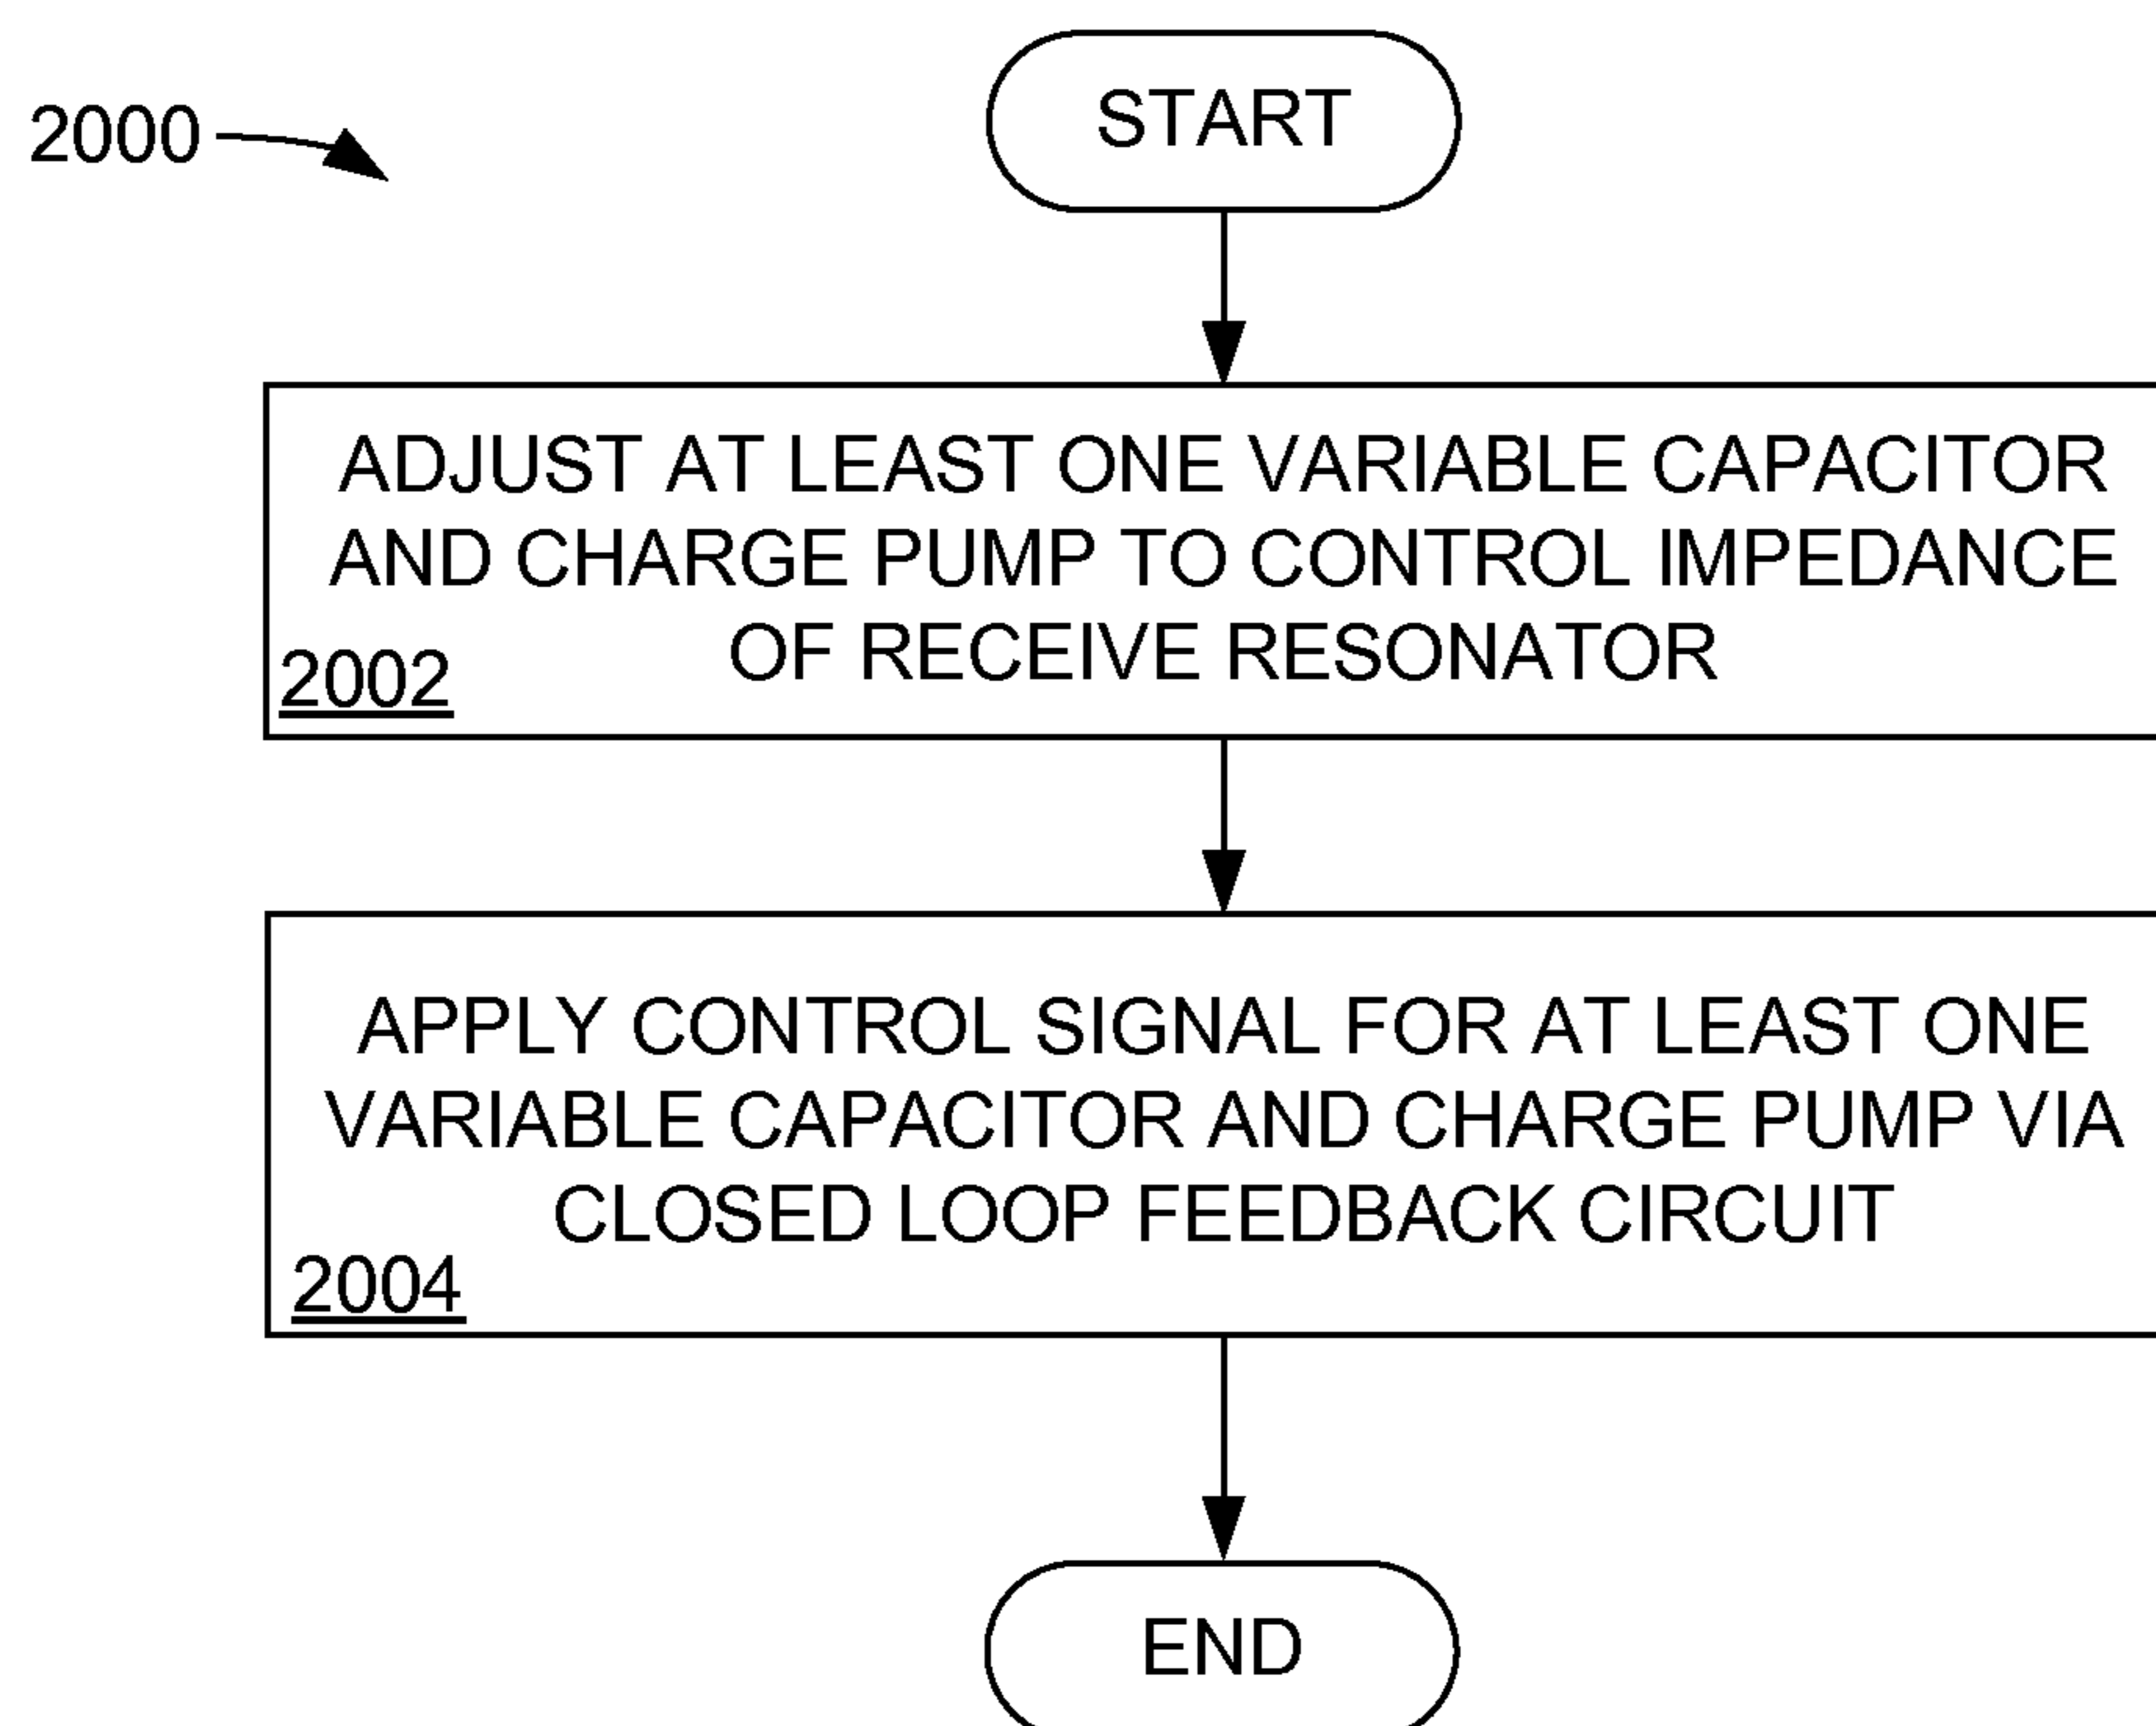 2000
START
ADJUST AT LEAST ONE VARIABLE CAPACITOR
AND CHARGE PUMP TO CONTROL IMPEDANCE
OF RECEIVE RESONATOR
2002
APPLY CONTROL SIGNAL FOR AT LEAST ONE
VARIABLE CAPACITOR AND CHARGE PUMP VIA
CLOSED LOOP FEEDBACK CIRCUIT
2004
END